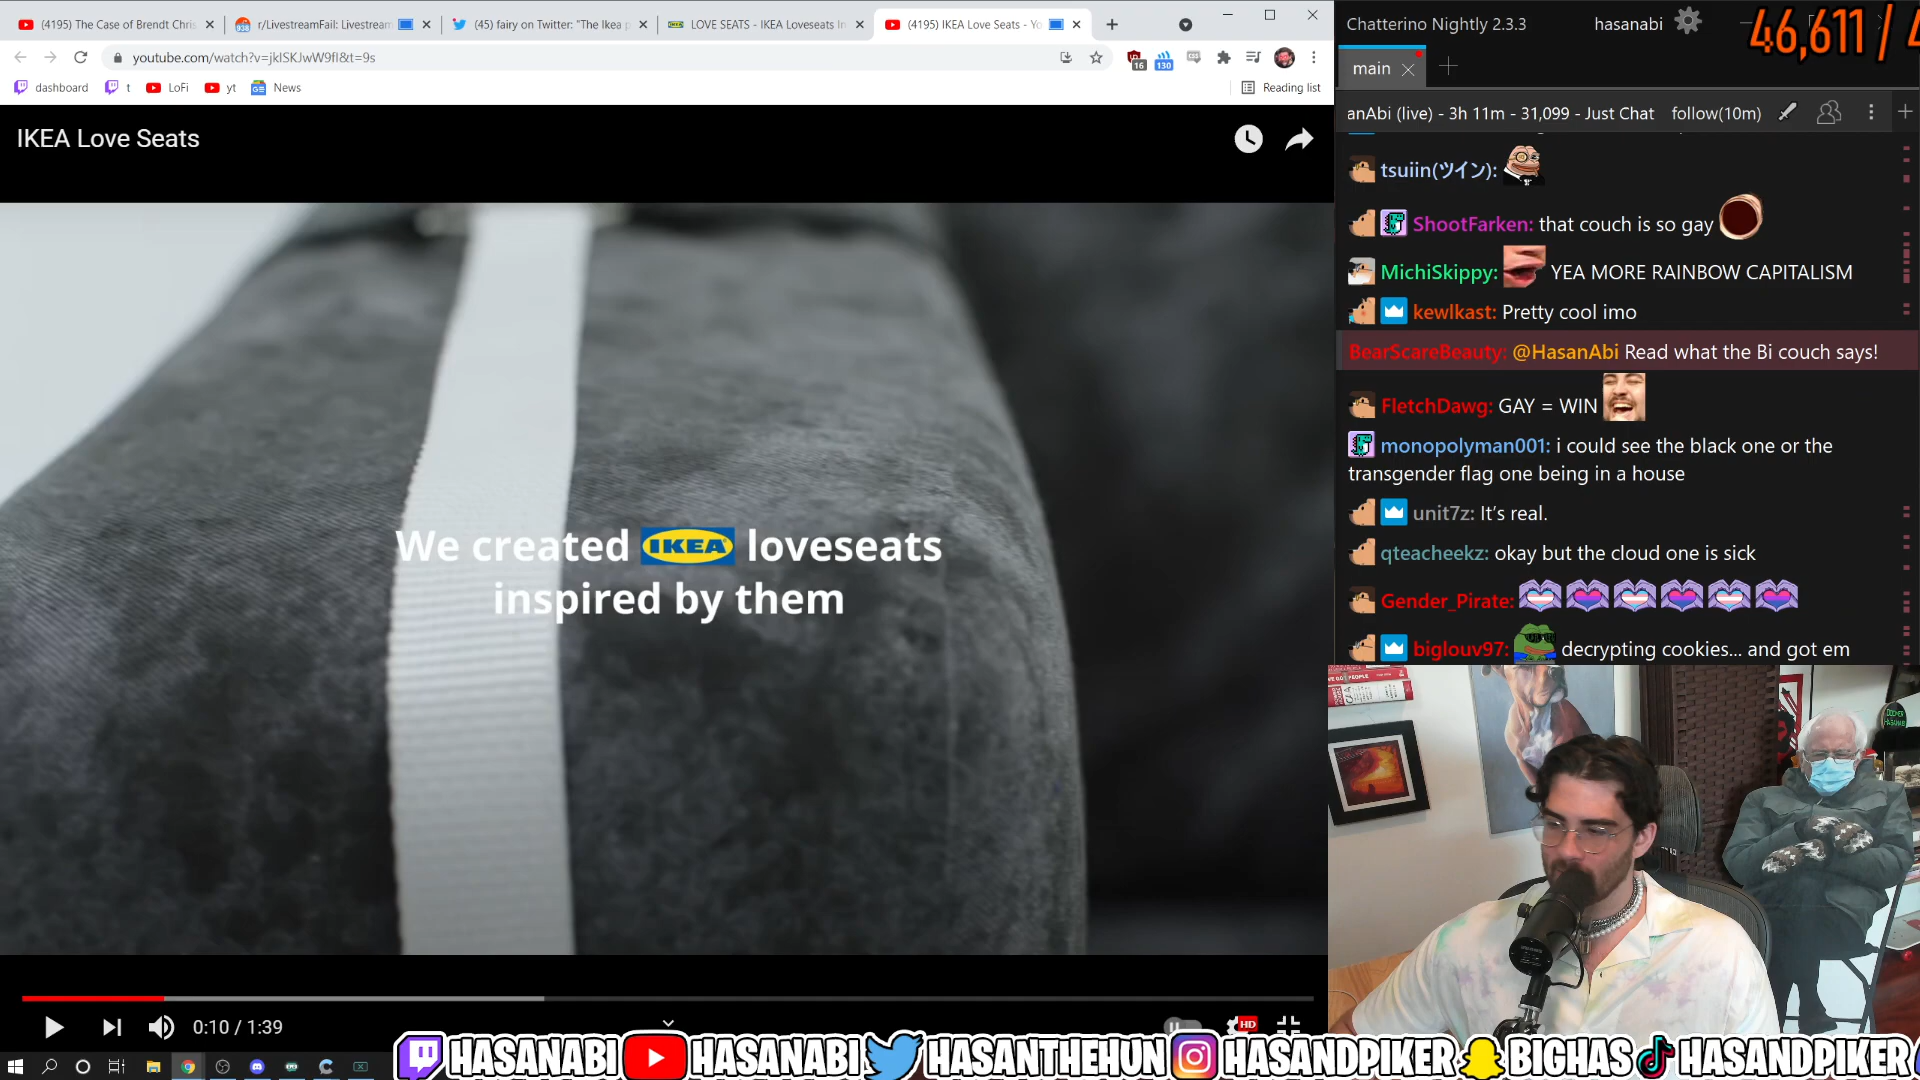 (4195) The Case of Brendt Chris
r/LivestreamFail: Livestream
(45) fairy on Twitter: "The Ikea p
LOVE SEATS - IKEA Loveseats In
(4195) IKEA Love Seats - Yo
youtube.com/watch?v=jkISKJwW9fI&t=9s
16
130
dashboard
t
LoFi
yt
News
Reading list
IKEA Love Seats
We created IKEA loveseats
inspired by them
0:10 / 1:39
HD
Chatterino Nightly 2.3.3
hasanabi
46,611 / 4
main
anAbi (live) - 3h 11m - 31,099 - Just Chat
follow(10m)
tsuiin(ツイン):
ShootFarken: that couch is so gay
MichiSkippy: YEA MORE RAINBOW CAPITALISM
kewlkast: Pretty cool imo
BearScareBeauty: @HasanAbi Read what the Bi couch says!
FletchDawg: GAY = WIN
monopolyman001: i could see the black one or the
transgender flag one being in a house
unit7z: It's real.
qteacheekz: okay but the cloud one is sick
Gender_Pirate:
biglouv97: decrypting cookies... and got em
HASANABI
HASANABI
HASANTHEHUN
HASANDPIKER
BIGHAS
HASANDPIKER